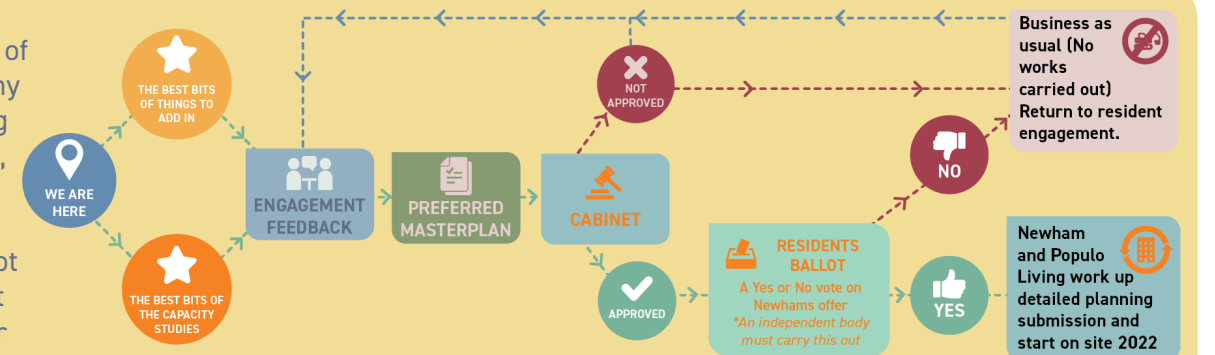 of
ny
g
,
ot
t
WE ARE
HERE
THE BEST BITS
OF THINGS TO
ADD IN
THE BEST BITS OF
THE CAPACITY
STUDIES
ENGAGEMENT
FEEDBACK
PREFERRED
MASTERPLAN
CABINET
NOT
APPROVED
APPROVED
RESIDENTS
BALLOT
A Yes or No vote on
Newhams offer
*An independent body
must carry this out
NO
YES
Business as
usual (No
works
carried out)
Return to resident
engagement.
Newham
and Populo
Living work up
detailed planning
submission and
start on site 2022